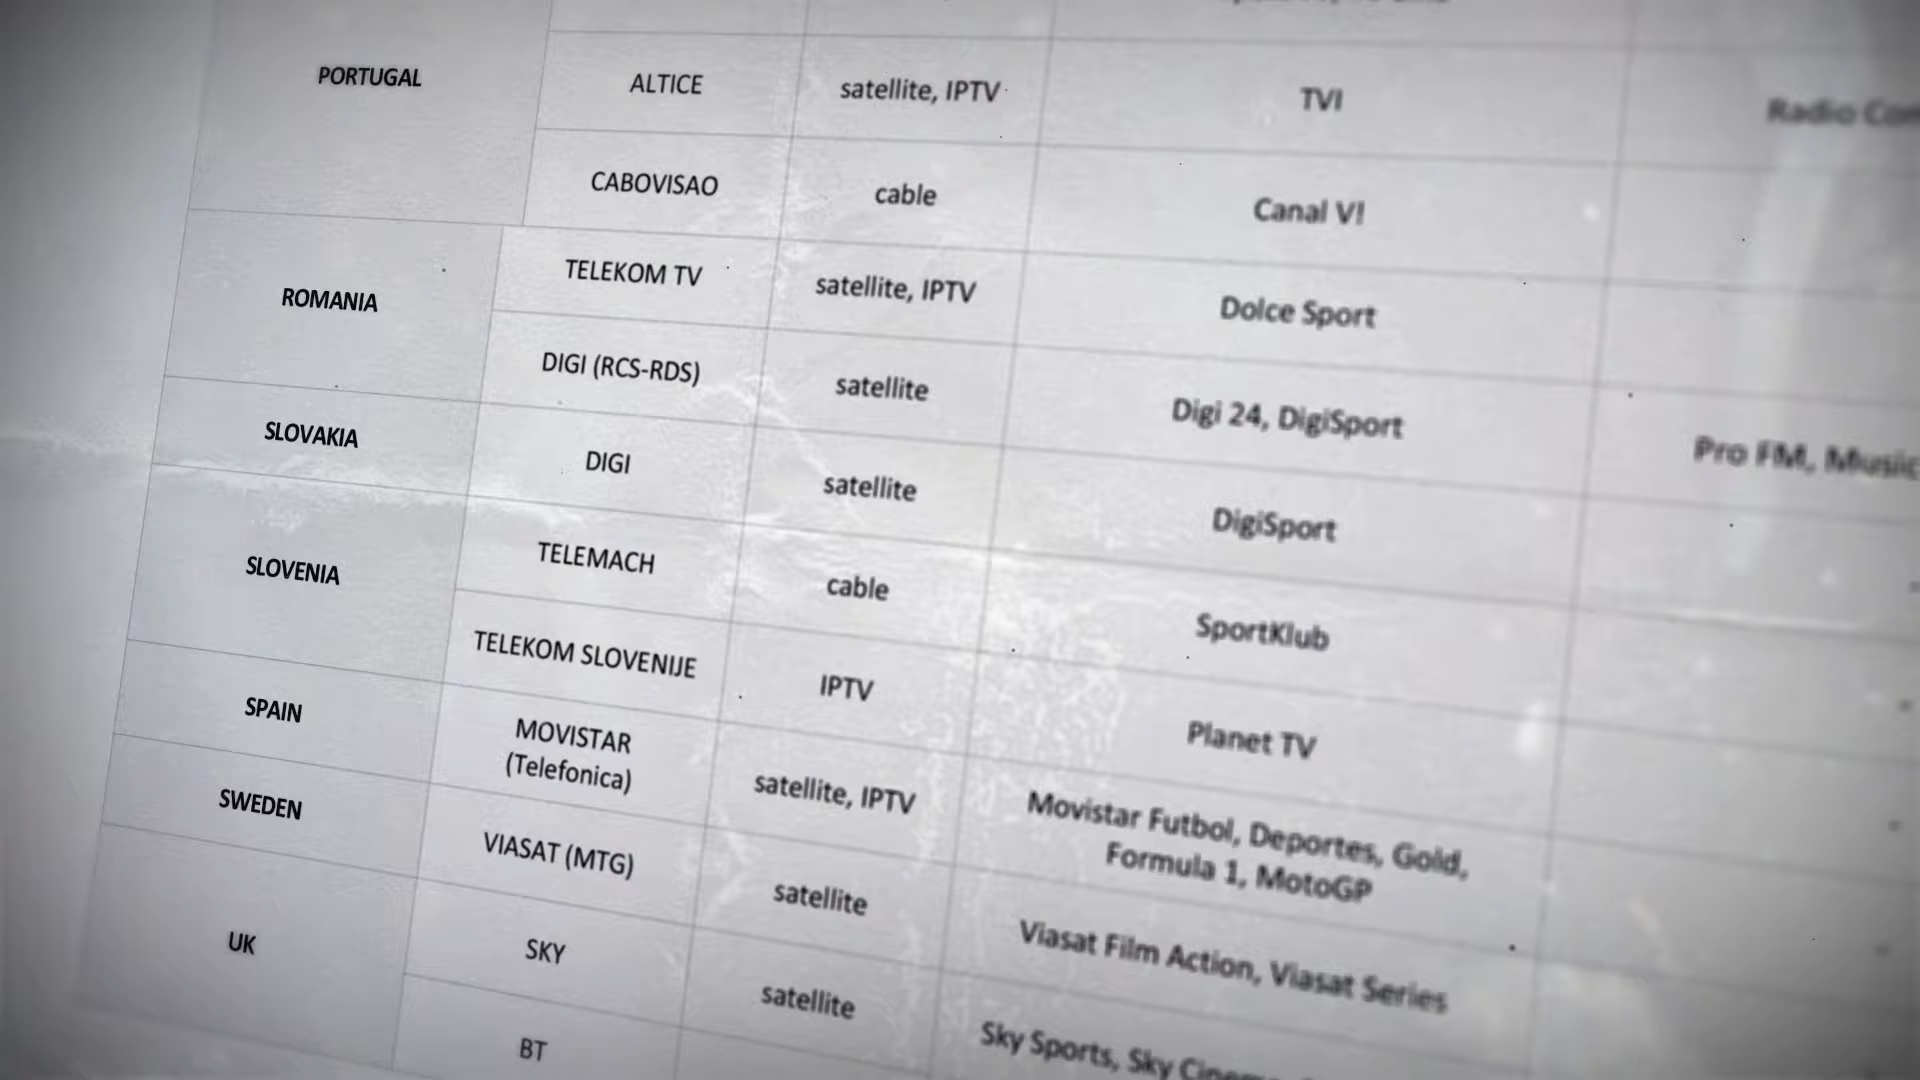 PORTUGAL
ALTICE
satellite, IPTV
TVI
CABOVISAO
cable
Canal VI
ROMANIA
TELEKOM TV
satellite, IPTV
Dolce Sport
DIGI (RCS-RDS)
satellite
Digi 24, DigiSport
Pro FM, Music
SLOVAKIA
DIGI
satellite
DigiSport
SLOVENIA
TELEMACH
cable
SportKlub
TELEKOM SLOVENIJE
IPTV
Planet TV
SPAIN
MOVISTAR
(Telefonica)
satellite, IPTV
Movistar Futbol, Deportes, Gold,
Formula 1, MotoGP
SWEDEN
VIASAT (MTG)
satellite
Viasat Film Action, Viasat Series
UK
SKY
satellite
Sky Sports, Sky
BT